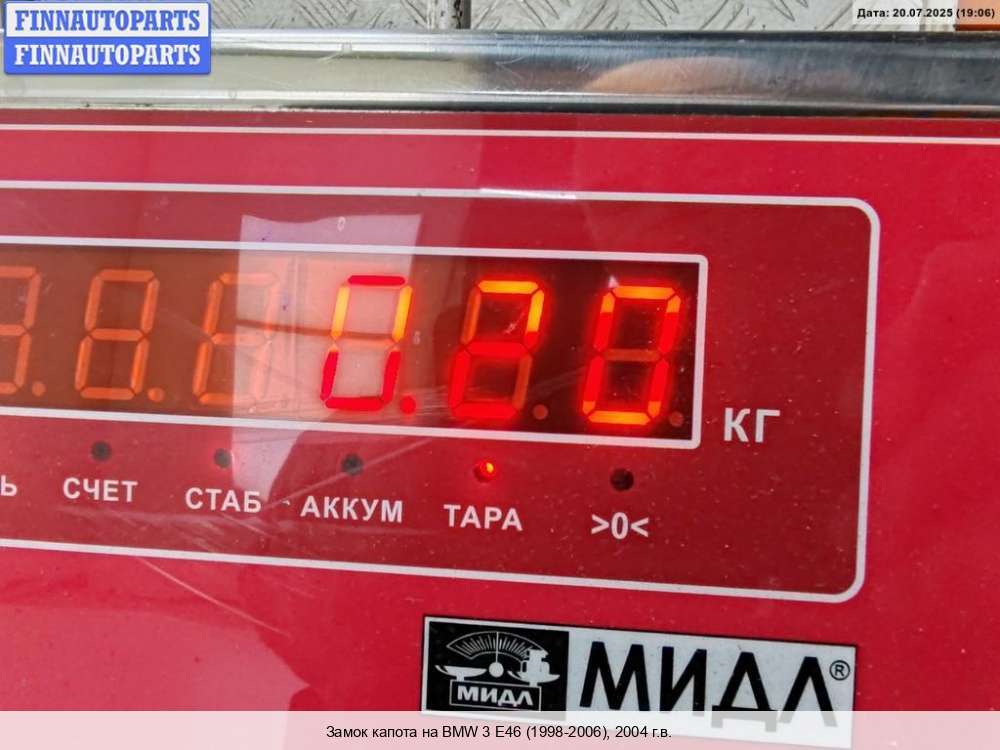 FINNAUTOPARTS
FINNAUTOPARTS
Дата: 20.07.2025 (19:06)
0.20
КГ
Ь СЧЕТ СТАБ АККУМ ТАРА >0<
МИДЛ МИДЛ®
Замок капота на BMW 3 E46 (1998-2006), 2004 г.в.